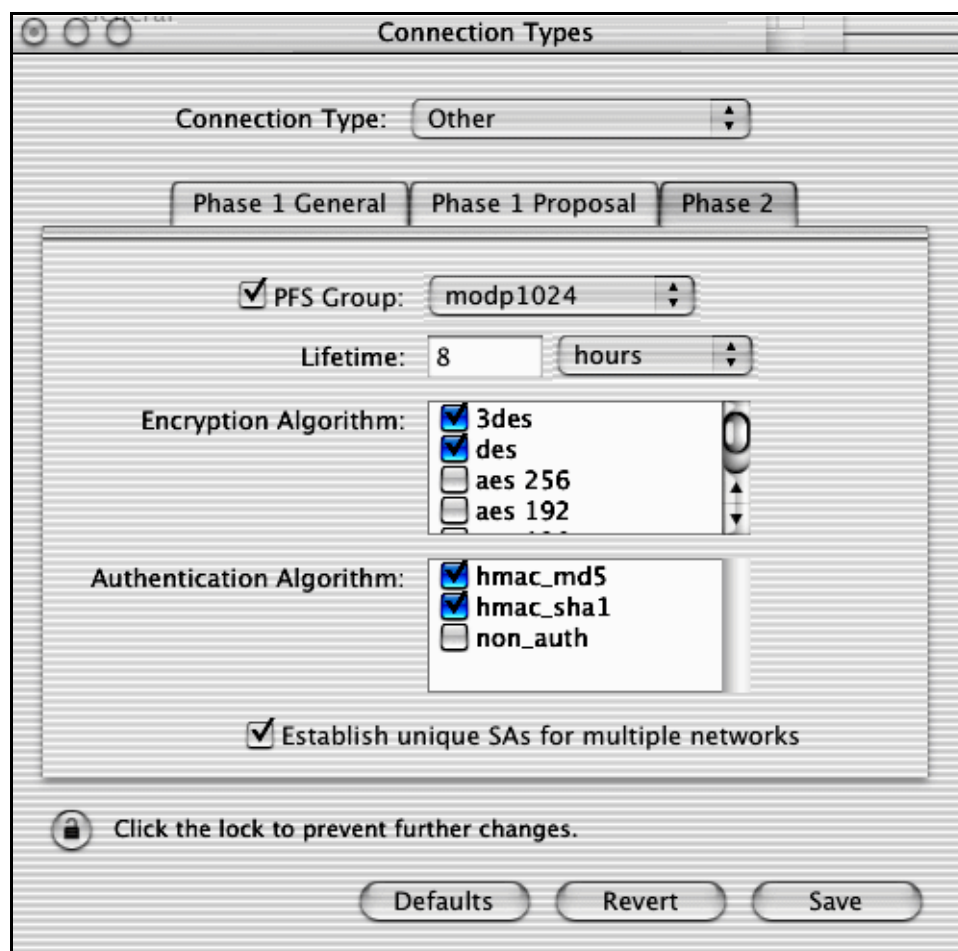 General
Connection Types
Connection Type: Other
Phase 1 General Phase 1 Proposal Phase 2
PFS Group: modp1024
Lifetime: 8 hours
Encryption Algorithm: 3des
des
aes 256
aes 192
Authentication Algorithm: hmac_md5
hmac_sha1
non_auth
Establish unique SAs for multiple networks
Click the lock to prevent further changes.
Defaults Revert Save